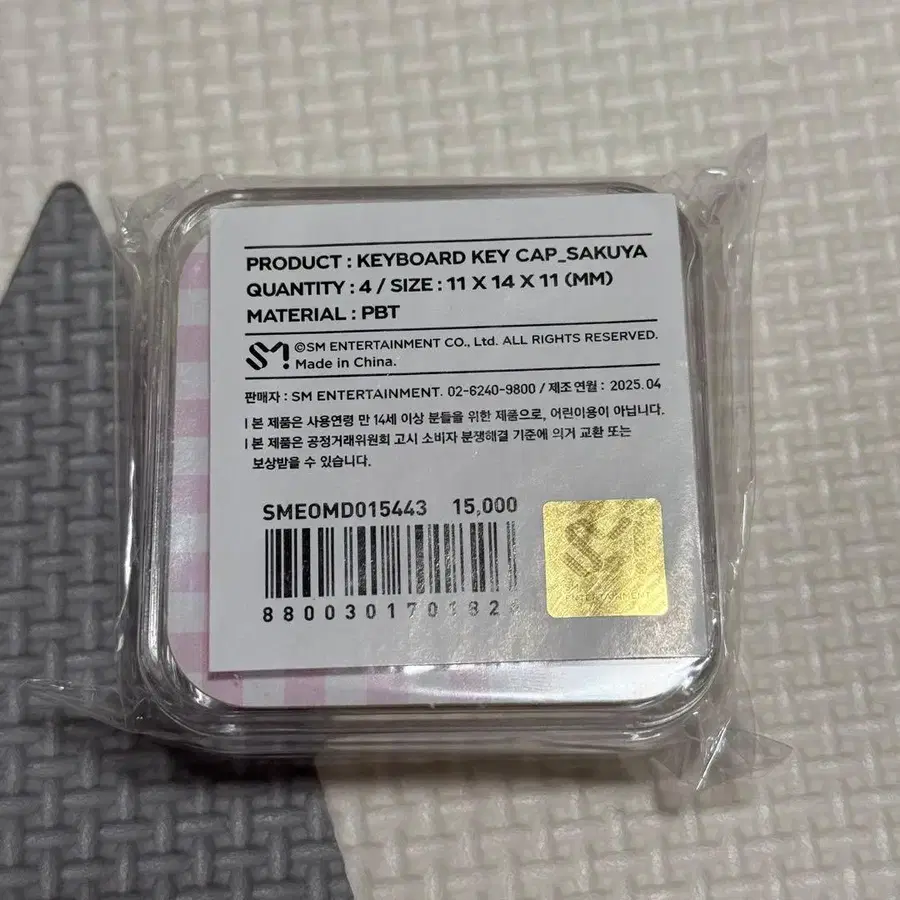 PRODUCT : KEYBOARD KEY CAP_SAKUYA
QUANTITY : 4 / SIZE : 11 X 14 X 11 (MM)
MATERIAL : PBT
SM ©SM ENTERTAINMENT CO., Ltd. ALL RIGHTS RESERVED.
Made in China.
판매자 : SM ENTERTAINMENT. 02-6240-9800 / 제조 연월 : 2025.04
| 본 제품은 사용연령 만 14세 이상 분들을 위한 제품으로, 어린이용이 아닙니다.
| 본 제품은 공정거래위원회 고시 소비자 분쟁해결 기준에 의거 교환 또는
보상받을 수 있습니다.
SMEOMD015443 15,000
ENTERTAINMENT